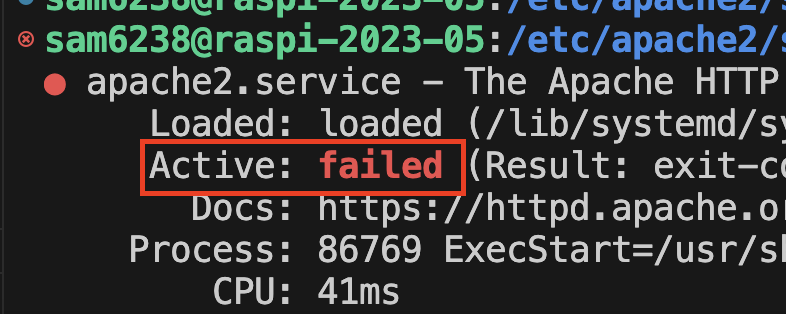 sam6238@raspi-2023-05:/etc/apache2/s
sam6238@raspi-2023-05:/etc/apache2/s
● apache2.service - The Apache HTTP
Loaded: loaded (/lib/systemd/sy
Active: failed (Result: exit-co
Docs: https://httpd.apache.or
Process: 86769 ExecStart=/usr/sb
CPU: 41ms